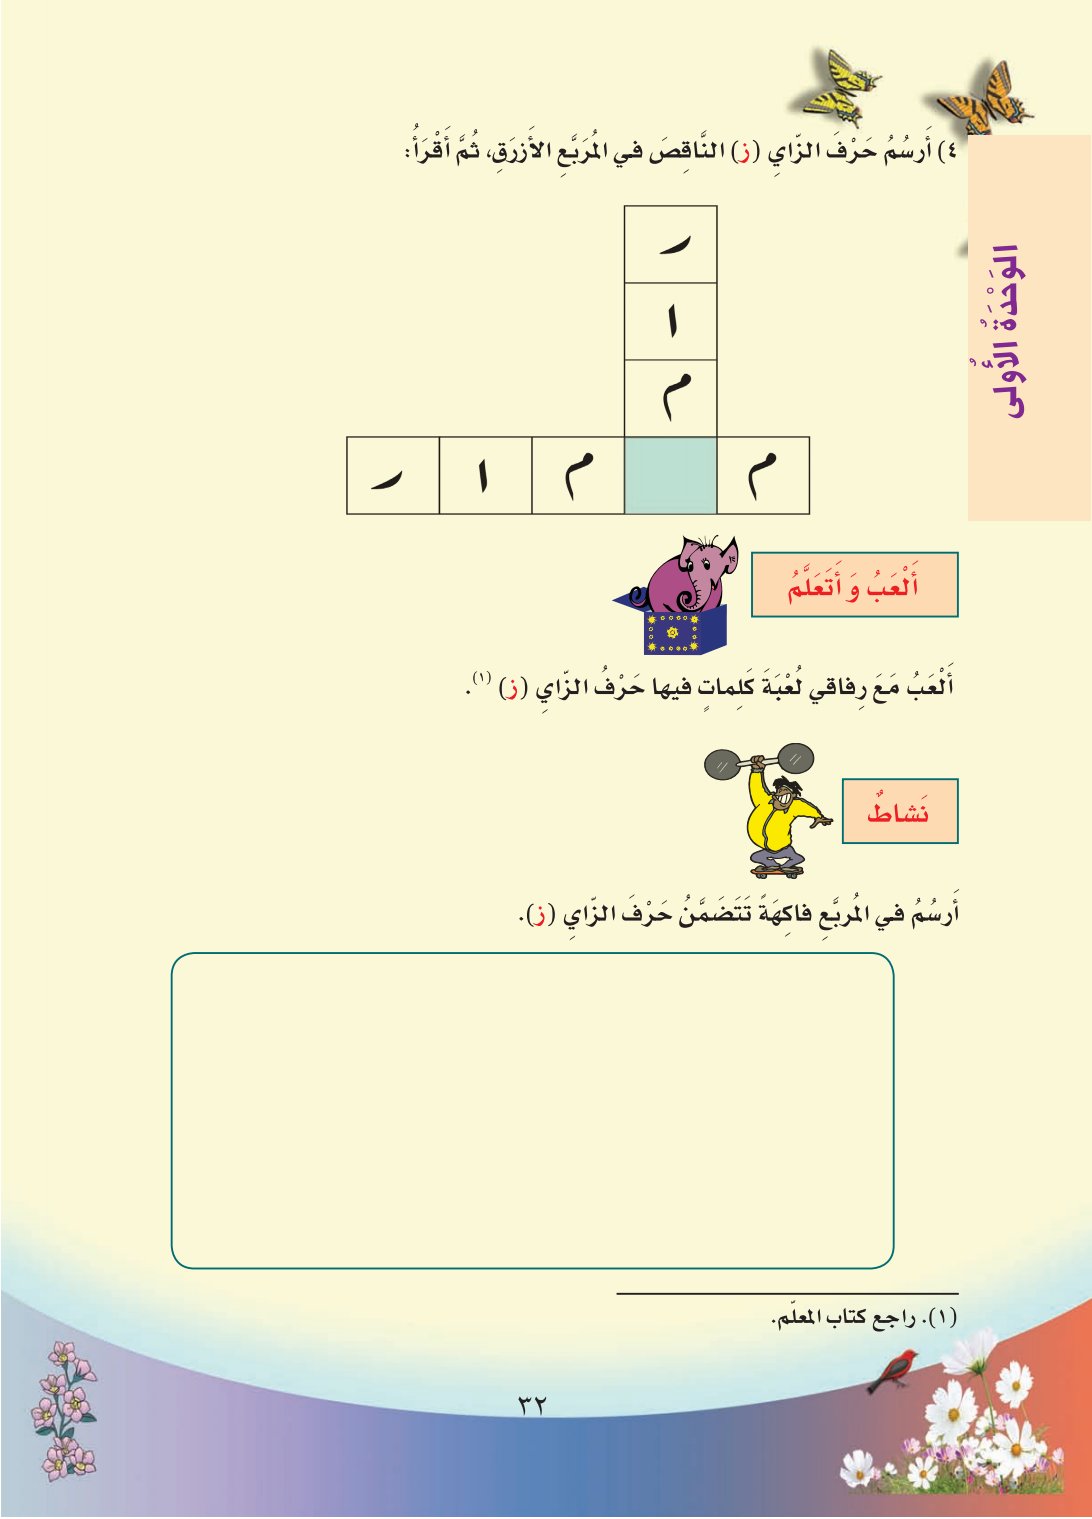 ٤) أَرسُمُ حَرْفَ الزّايِ (ز) النَّاقِصَ في المُرَبَّعِ الأَزرَقِ، ثُمَّ أَقْرَأُ:
الوَحْدَةُ الأُولى
ر
ا
م
م م ا ر
أَلْعَبُ وَ أَتَعَلَّمُ
أَلْعَبُ مَعَ رِفاقي لُعْبَةَ كَلِماتٍ فيها حَرْفُ الزّايِ (ز) (١).
نَشاطٌ
أَرسُمُ في المُربَّعِ فاكِهَةً تَتَضَمَّنُ حَرْفَ الزّايِ (ز).
(١). راجع كتاب المعلّم.
٣٢